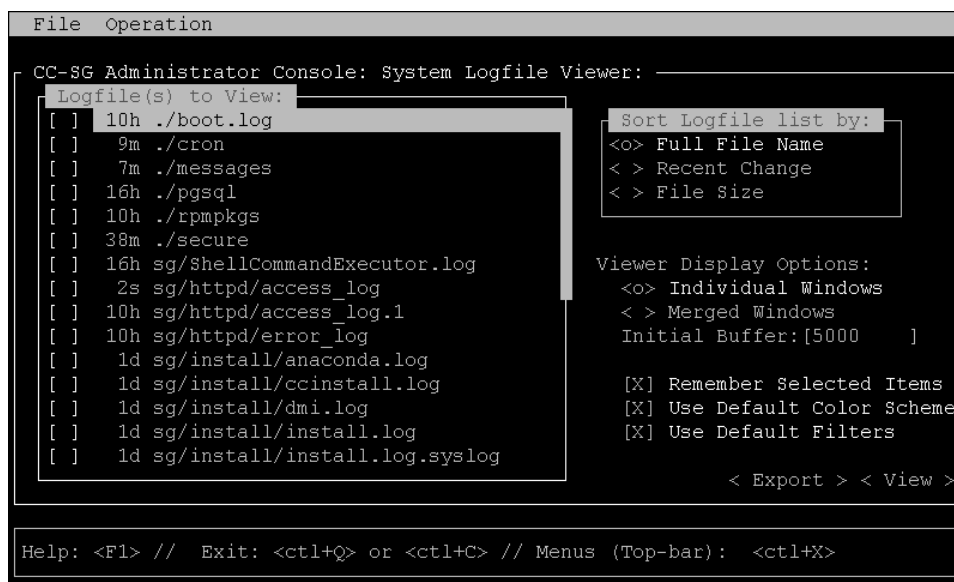 File Operation
CC-SG Administrator Console: System Logfile Viewer:
Logfile(s) to View:
[ ] 10h ./boot.log
[ ] 9m ./cron
[ ] 7m ./messages
[ ] 16h ./pgsql
[ ] 10h ./rpmpkgs
[ ] 38m ./secure
[ ] 16h sg/ShellCommandExecutor.log
[ ] 2s sg/httpd/access_log
[ ] 10h sg/httpd/access_log.1
[ ] 10h sg/httpd/error_log
[ ] 1d sg/install/anaconda.log
[ ] 1d sg/install/ccinstall.log
[ ] 1d sg/install/dmi.log
[ ] 1d sg/install/install.log
[ ] 1d sg/install/install.log.syslog
Sort Logfile list by:
<o> Full File Name
< > Recent Change
< > File Size
Viewer Display Options:
<o> Individual Windows
< > Merged Windows
Initial Buffer:[5000 ]
[X] Remember Selected Items
[X] Use Default Color Scheme
[X] Use Default Filters
< Export > < View >
Help: <F1> // Exit: <ctl+Q> or <ctl+C> // Menus (Top-bar): <ctl+X>